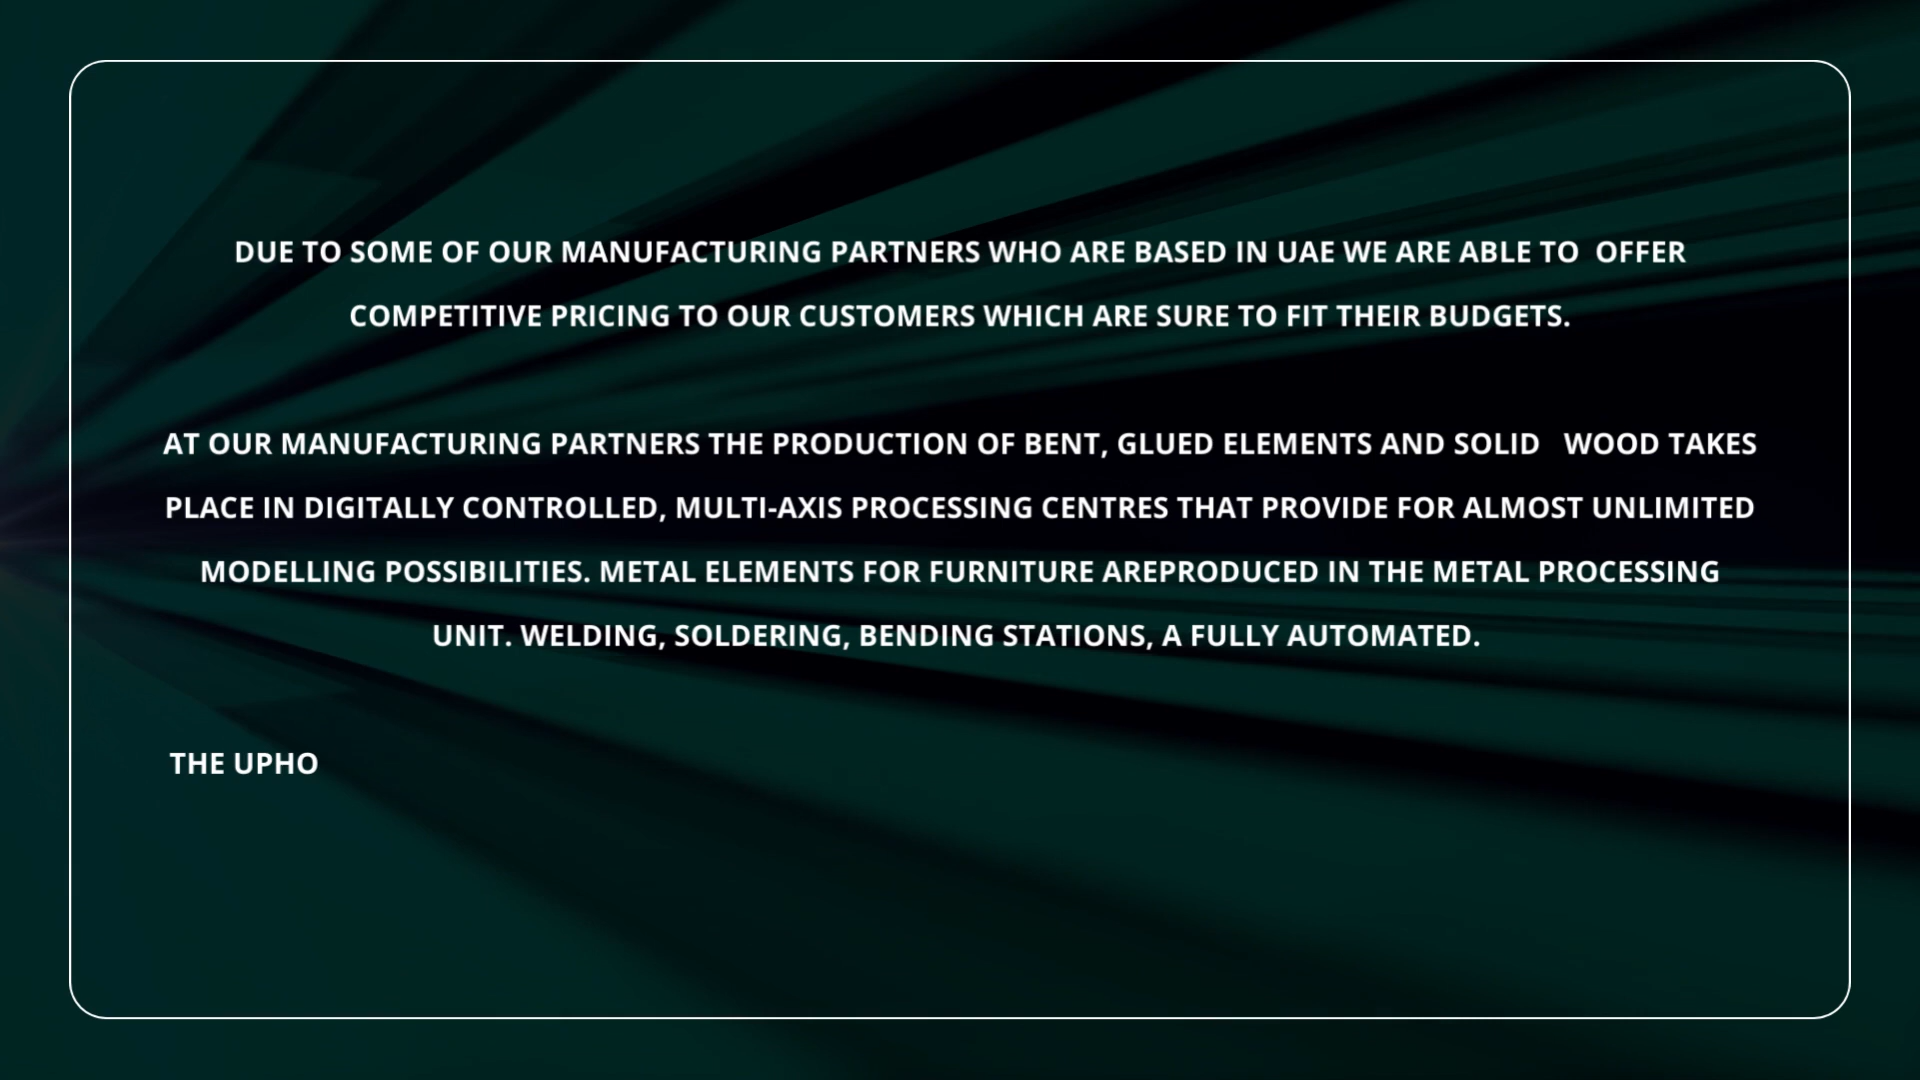 DUE TO SOME OF OUR MANUFACTURING PARTNERS WHO ARE BASED IN UAE WE ARE ABLE TO  OFFER
COMPETITIVE PRICING TO OUR CUSTOMERS WHICH ARE SURE TO FIT THEIR BUDGETS.
AT OUR MANUFACTURING PARTNERS THE PRODUCTION OF BENT, GLUED ELEMENTS AND SOLID   WOOD TAKES
PLACE IN DIGITALLY CONTROLLED, MULTI-AXIS PROCESSING CENTRES THAT PROVIDE FOR ALMOST UNLIMITED
MODELLING POSSIBILITIES. METAL ELEMENTS FOR FURNITURE AREPRODUCED IN THE METAL PROCESSING
UNIT. WELDING, SOLDERING, BENDING STATIONS, A FULLY AUTOMATED.
THE UPHO